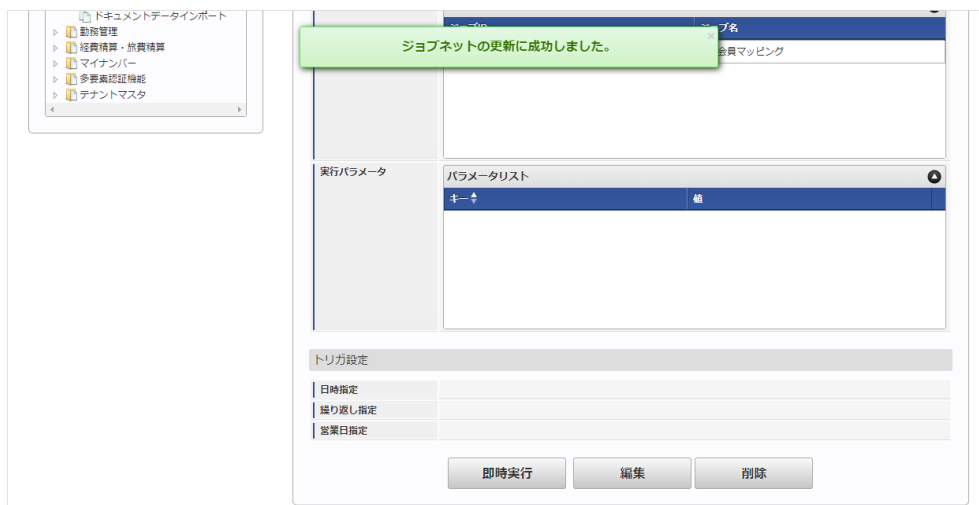 ドキュメントデータインポート
勤務管理
経費精算・旅費精算
マイナンバー
多要素認証機能
テナントマスタ
ジョブネットの更新に成功しました。
会員マッピング
実行パラメータ
パラメータリスト
キー
値
トリガ設定
日時指定
繰り返し指定
営業日指定
即時実行
編集
削除